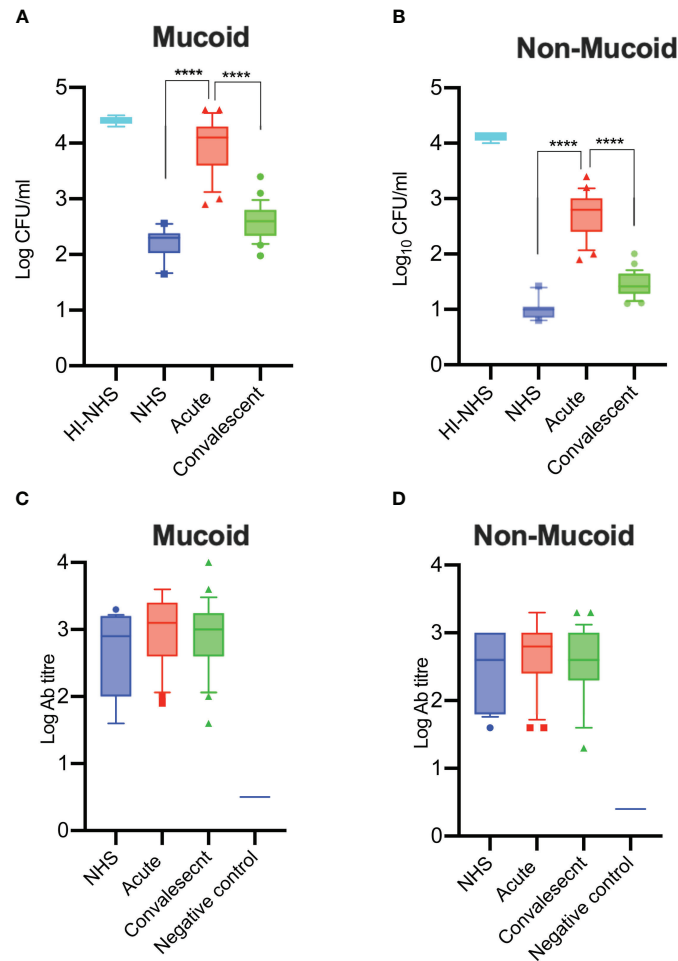 A
Mucoid
****
****
Log CFU/ml
5
4
3
2
1
0
HI-NHS
NHS
Acute
Convalescent
B
Non-Mucoid
****
****
Log10 CFU/ml
5
4
3
2
1
0
HI-NHS
NHS
Acute
Convalescent
C
Mucoid
Log Ab titre
4
3
2
1
0
NHS
Acute
Convalesecnt
Negative control
D
Non-Mucoid
Log Ab titre
4
3
2
1
0
NHS
Acute
Convalesecnt
Negative control